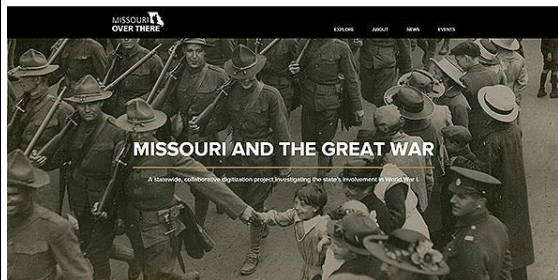 MISSOURI
OVER THERE
EXPLORE ABOUT NEWS EVENTS
MISSOURI AND THE GREAT WAR
A statewide, collaborative digitization project investigating the state's involvement in World War I.